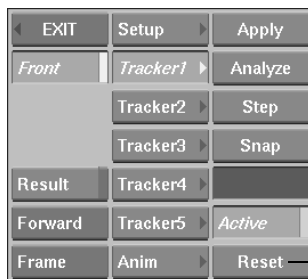 EXIT Setup Apply
Front Tracker1 Analyze
Tracker2 Step
Tracker3 Snap
Result Tracker4
Forward Tracker5 Active
Frame Anim Reset